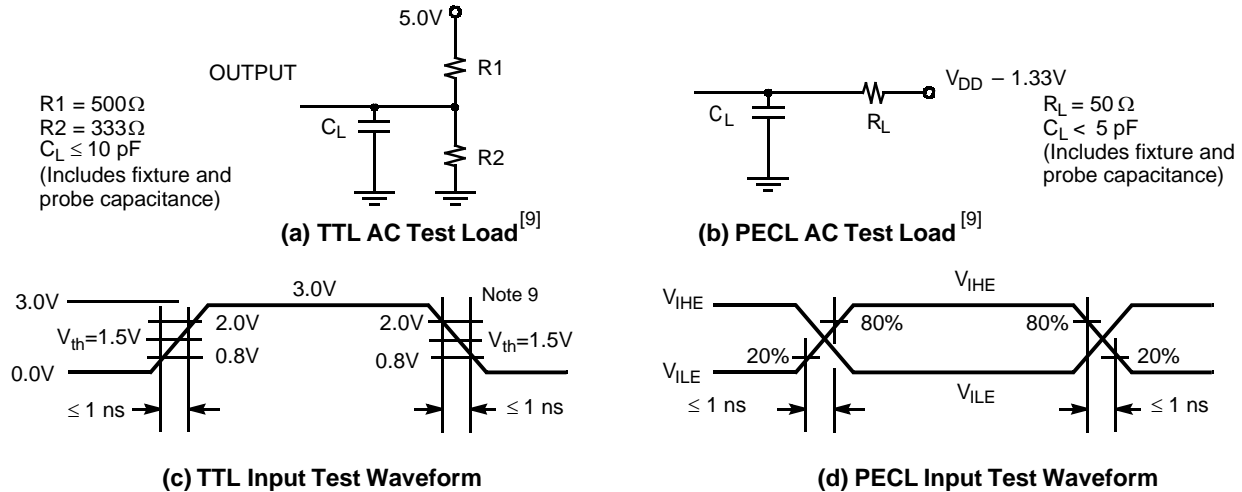 5.0V
OUTPUT
R1
R1 = 500Ω
R2 = 333Ω
C_L ≤ 10 pF
(Includes fixture and
probe capacitance)
C_L
R2
(a) TTL AC Test Load [9]
V_DD − 1.33V
C_L
R_L
R_L = 50 Ω
C_L < 5 pF
(Includes fixture and
probe capacitance)
(b) PECL AC Test Load [9]
3.0V
3.0V
Note 9
2.0V
2.0V
V_th=1.5V
V_th=1.5V
0.8V
0.8V
0.0V
≤ 1 ns
≤ 1 ns
(c) TTL Input Test Waveform
V_IHE
V_IHE
80%
80%
20%
20%
V_ILE
V_ILE
≤ 1 ns
≤ 1 ns
(d) PECL Input Test Waveform